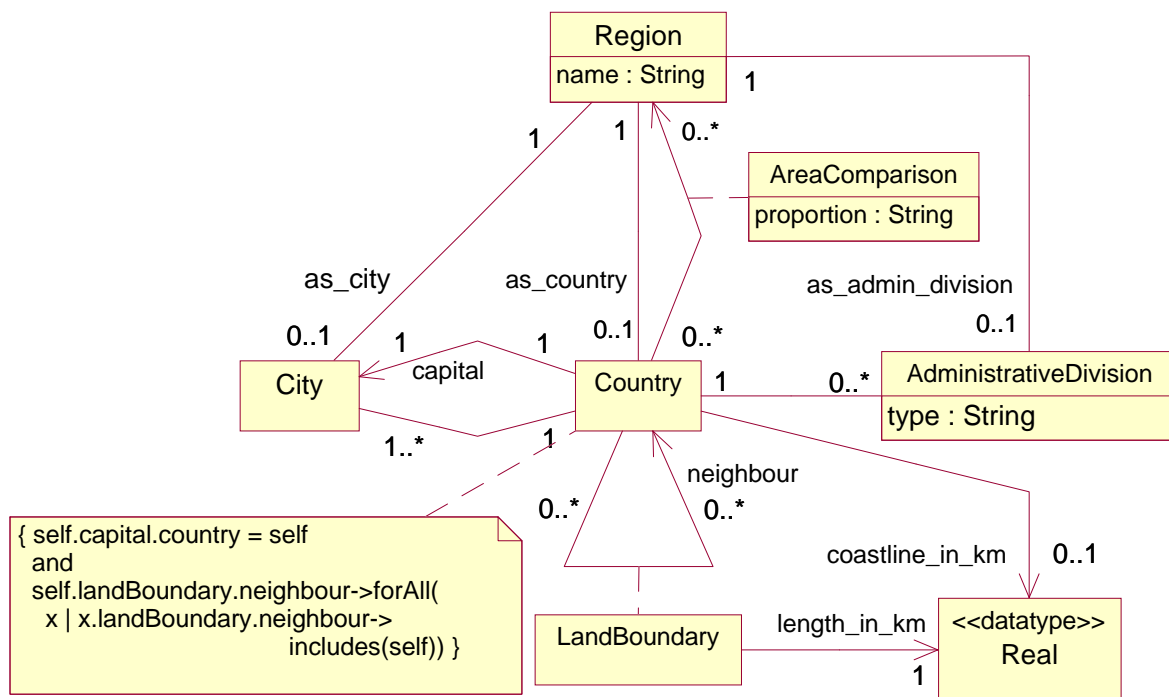 Region
name : String
1
1
1
0..*
AreaComparison
proportion : String
as_city
as_country
as_admin_division
0..1
0..1
0..*
0..1
City
1
capital
1
Country
1
0..*
AdministrativeDivision
type : String
1..*
1
neighbour
0..*
0..*
{ self.capital.country = self
and
self.landBoundary.neighbour->forAll(
x | x.landBoundary.neighbour->
includes(self)) }
coastline_in_km
0..1
LandBoundary
length_in_km
1
<<datatype>>
Real